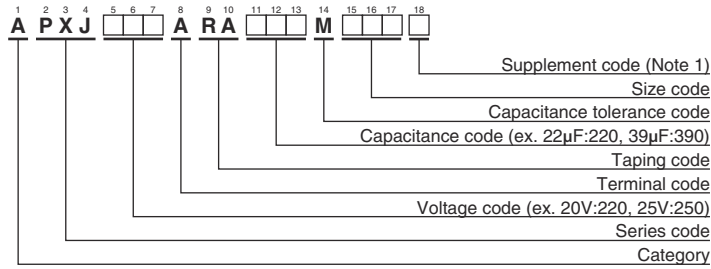 1 2 3 4 5 6 7 8 9 10 11 12 13 14 15 16 17 18
A P X J A R A M
Supplement code (Note 1)
Size code
Capacitance tolerance code
Capacitance code (ex. 22µF:220, 39µF:390)
Taping code
Terminal code
Voltage code (ex. 20V:220, 25V:250)
Series code
Category